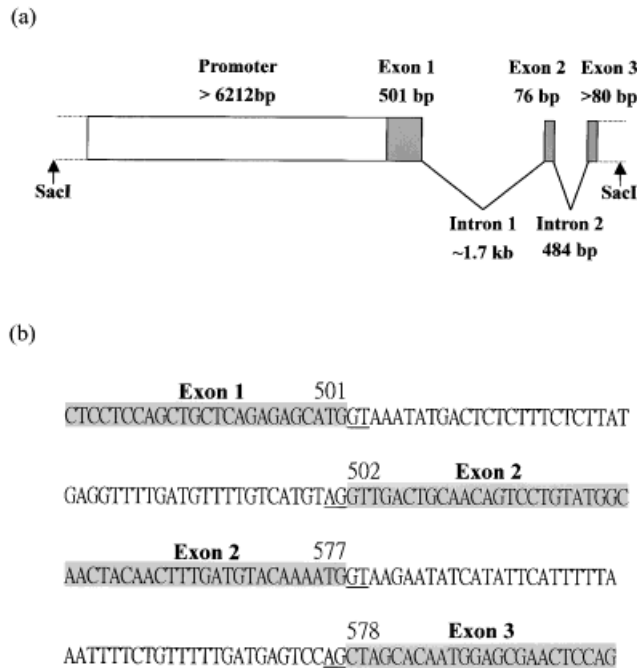 (a)
Promoter Exon 1 Exon 2 Exon 3
> 6212bp 501 bp 76 bp >80 bp
SacI SacI
Intron 1 Intron 2
~1.7 kb 484 bp
(b)
Exon 1 501
CTCCTCCAGCTGCTCAGAGAGCATGGTAAATATGACTCTCTTTCTCTTAT
502 Exon 2
GAGGTTTTGATGTTTTGTCATGTAGGTTGACTGCAACAGTCCTGTATGGC
Exon 2 577
AACTACAACTTTGATGTACAAAATGGTAAGAATATCATATTCATTTTTA
578 Exon 3
AATTTTCTGTTTTTGATGAGTCCAGCTAGCACAATGGAGCGAACTCCAG